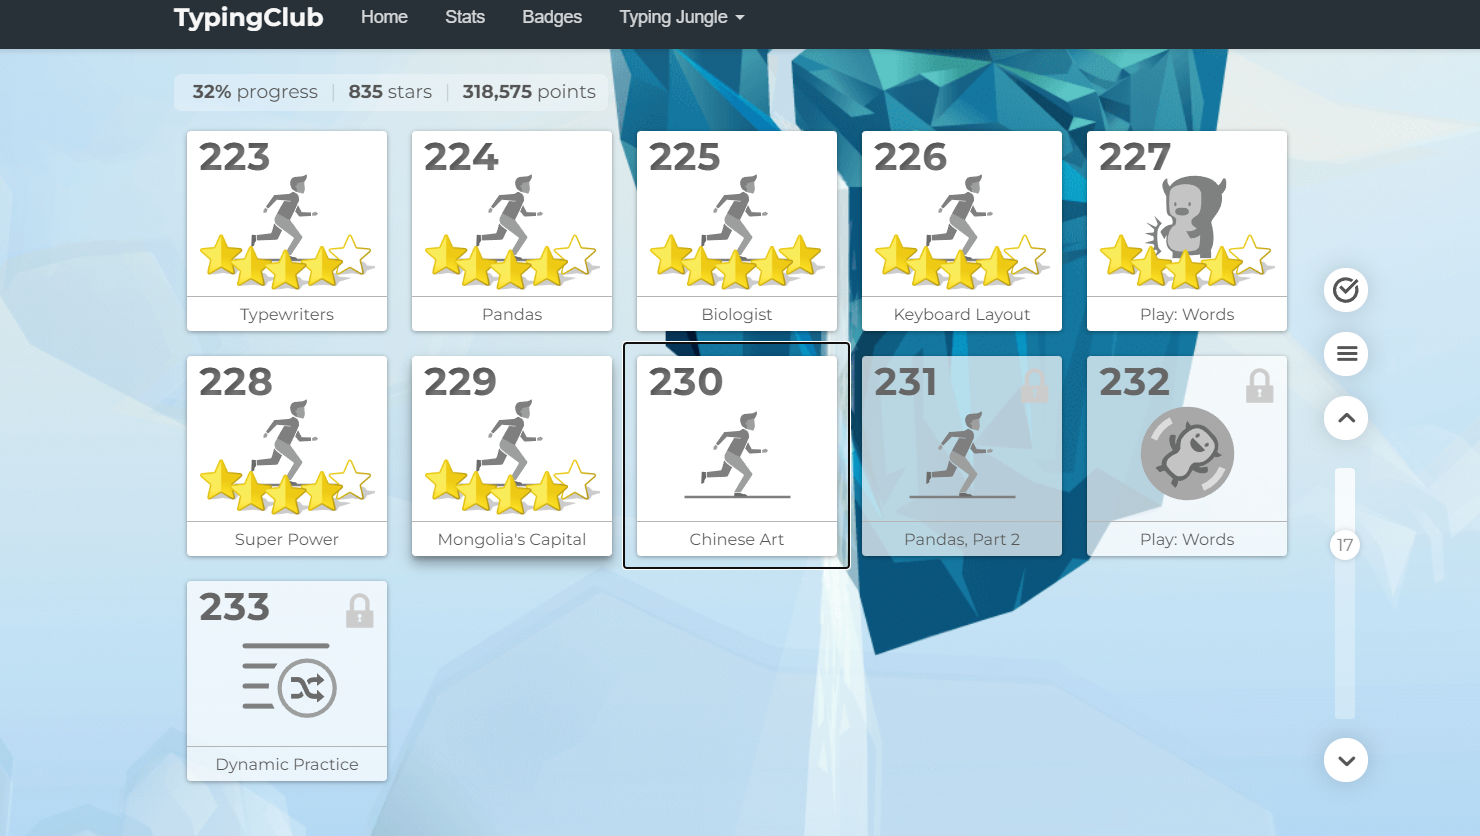 TypingClub Home Stats Badges Typing Jungle
32% progress 835 stars 318,575 points
223 224 225 226 227
Typewriters Pandas Biologist Keyboard Layout Play: Words
228 229 230 231 232
Super Power Mongolia's Capital Chinese Art Pandas, Part 2 Play: Words
17
233
Dynamic Practice